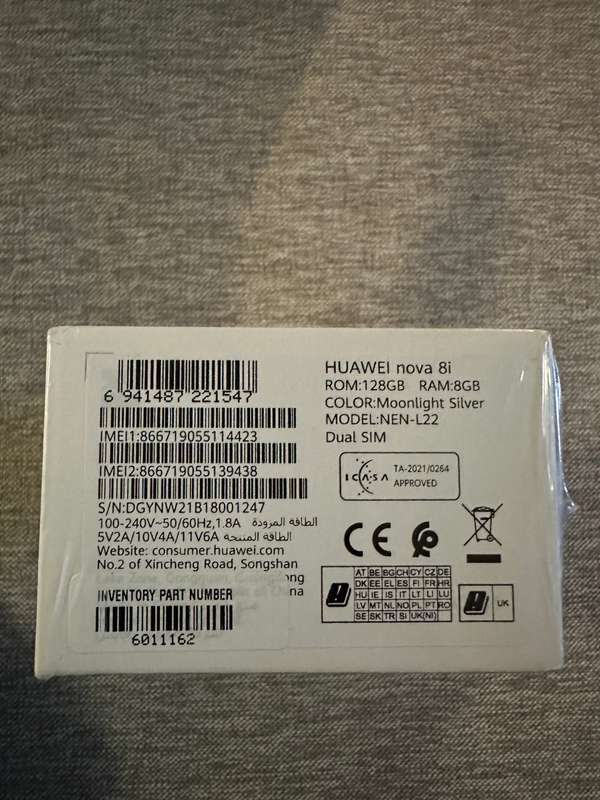 6 941487 221547
IMEI1:866719055114423
IMEI2:866719055139438
S/N:DGYNW21B18001247
100-240V~50/60Hz,1.8A الطاقة المزودة
5V2A/10V4A/11V6A الطاقة المنتجة
Website: consumer.huawei.com
No.2 of Xincheng Road, Songshan
ong
na
INVENTORY PART NUMBER
6011162
HUAWEI nova 8i
ROM:128GB RAM:8GB
COLOR:Moonlight Silver
MODEL:NEN-L22
Dual SIM
ICASA
TA-2021/0264
APPROVED
CE
AT BE BG CH CY CZ DE
DK EE EL ES FI FR HR
HU IE IS IT LT LI LU
LV MT NL NO PL PT RO
SE SK TR SI UK(NI)
UK